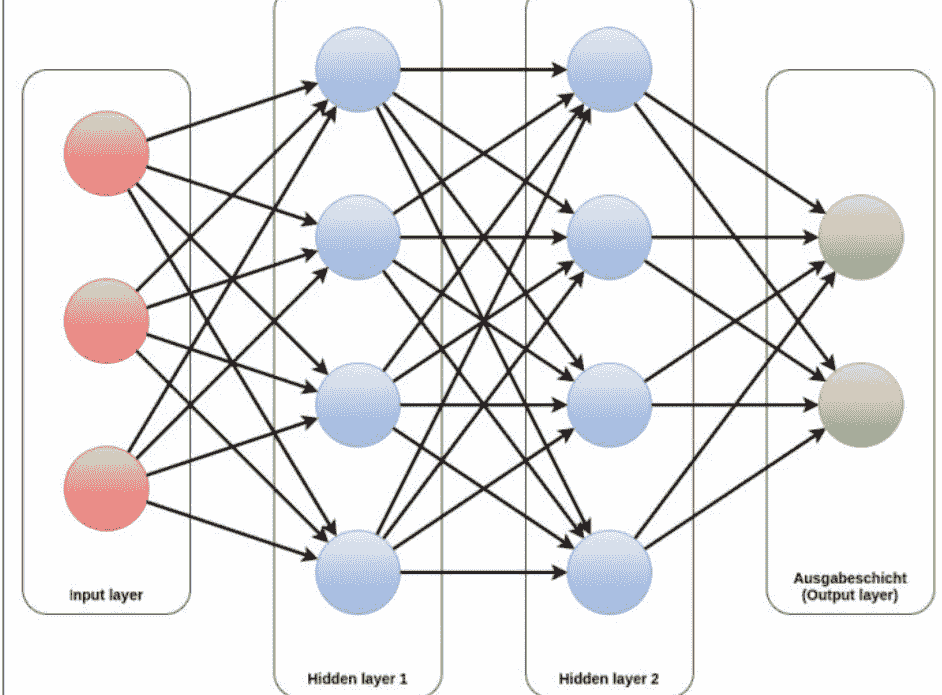 Input layer
Hidden layer 1
Hidden layer 2
Ausgabeschicht
(Output layer)